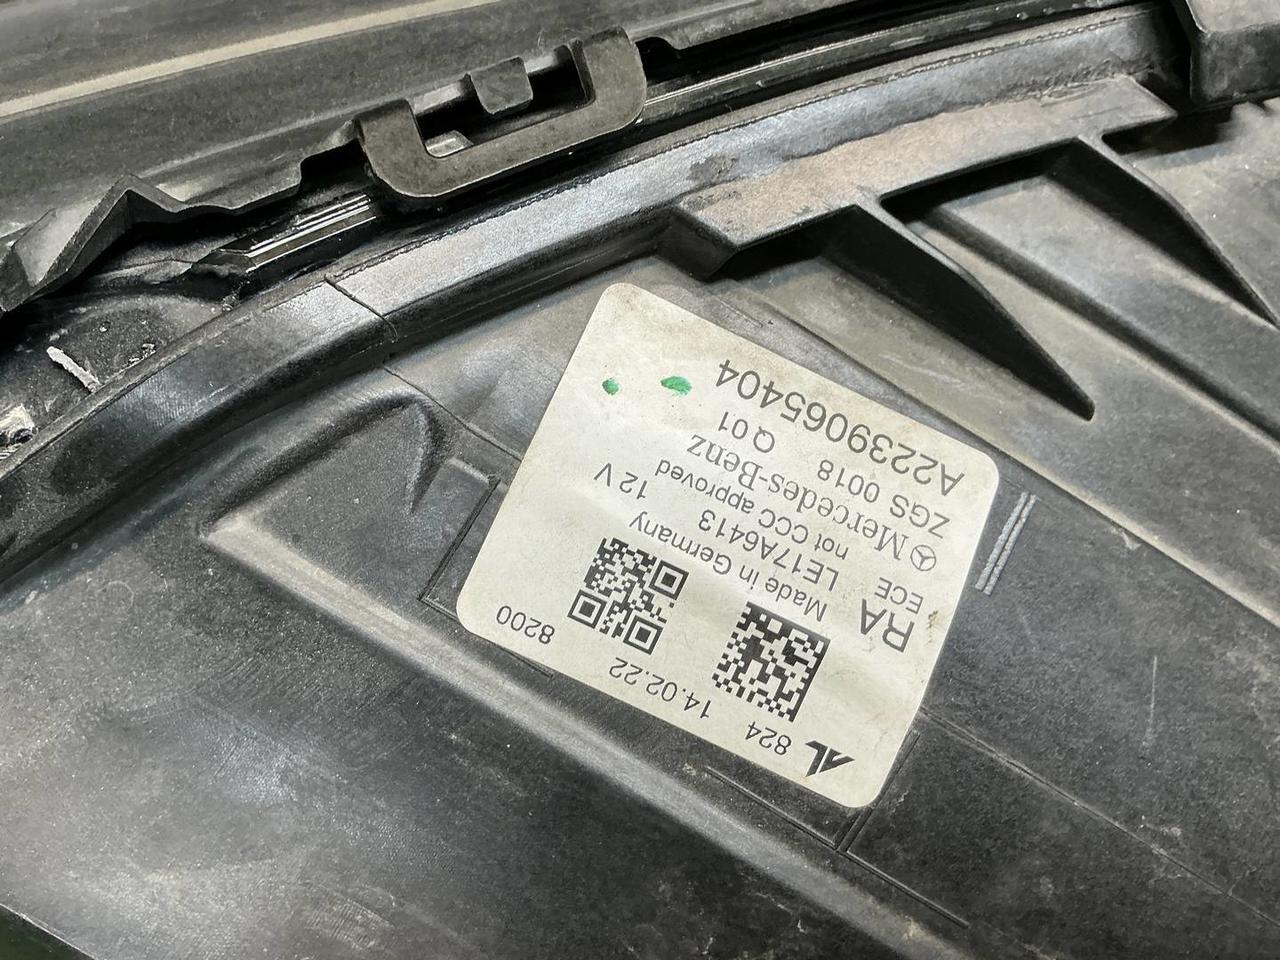 A2239065404
ZGS 0018 Q 01
Mercedes-Benz
not CCC approved
ECE LE17A6413 12 V
RA Made in Germany
AL 824 14.02.22 8200